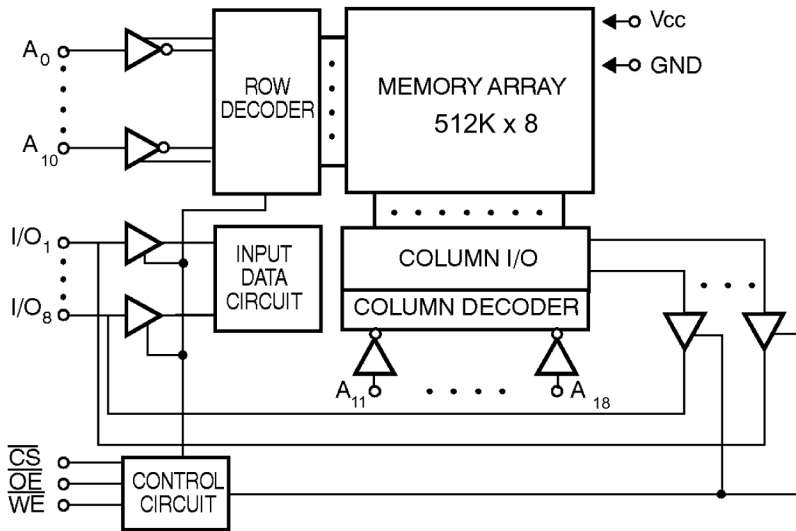 A0
A10
ROW
DECODER
MEMORY ARRAY
512K x 8
Vcc
GND
I/O1
I/O8
INPUT
DATA
CIRCUIT
COLUMN I/O
COLUMN DECODER
A11
A 18
CS
OE
WE
CONTROL
CIRCUIT